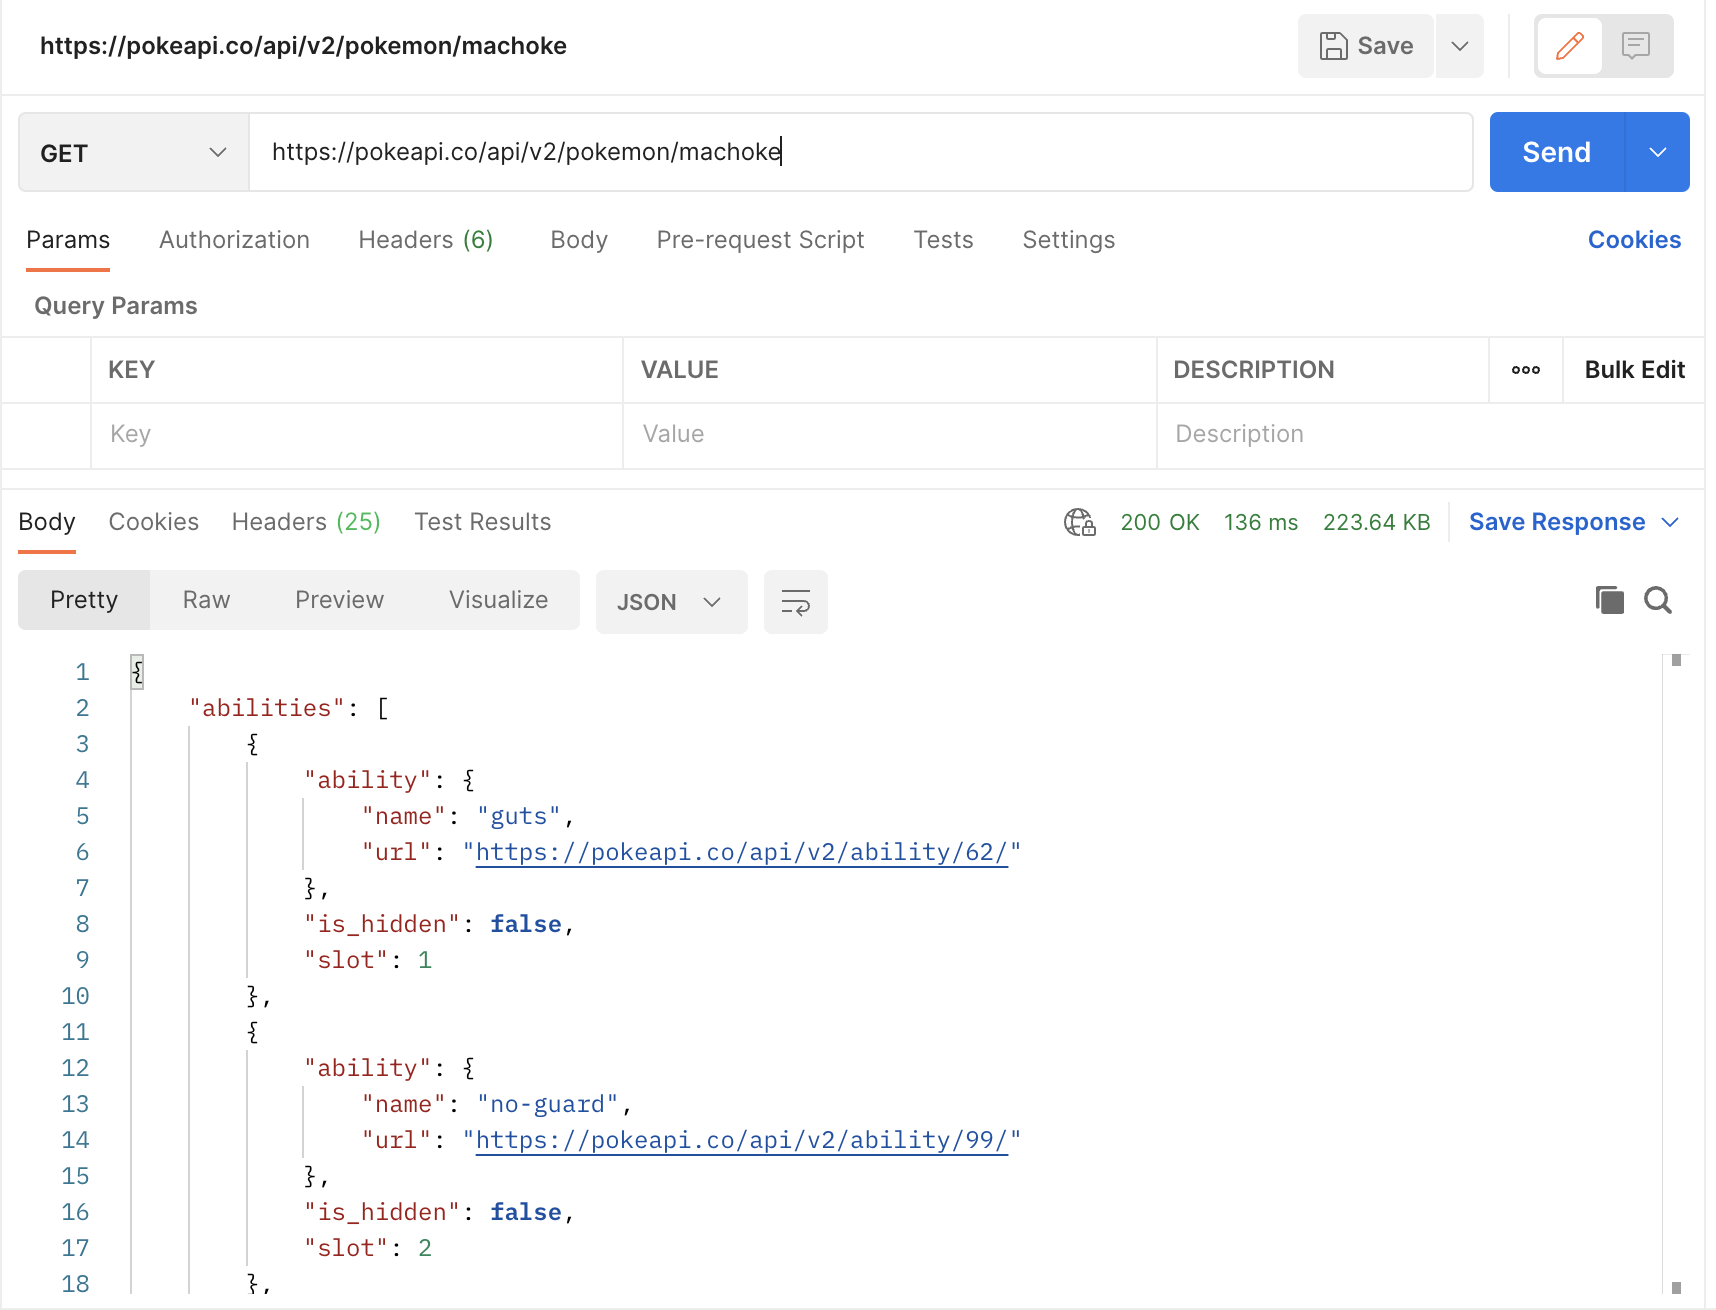 https://pokeapi.co/api/v2/pokemon/machoke
Save
GET
https://pokeapi.co/api/v2/pokemon/machoke
Send
Params Authorization Headers (6) Body Pre-request Script Tests Settings Cookies
Query Params
KEY VALUE DESCRIPTION ooo Bulk Edit
Key Value Description
Body Cookies Headers (25) Test Results 200 OK 136 ms 223.64 KB Save Response
Pretty Raw Preview Visualize JSON
1 {
2 "abilities": [
3 {
4 "ability": {
5 "name": "guts",
6 "url": "https://pokeapi.co/api/v2/ability/62/"
7 },
8 "is_hidden": false,
9 "slot": 1
10 },
11 {
12 "ability": {
13 "name": "no-guard",
14 "url": "https://pokeapi.co/api/v2/ability/99/"
15 },
16 "is_hidden": false,
17 "slot": 2
18 },